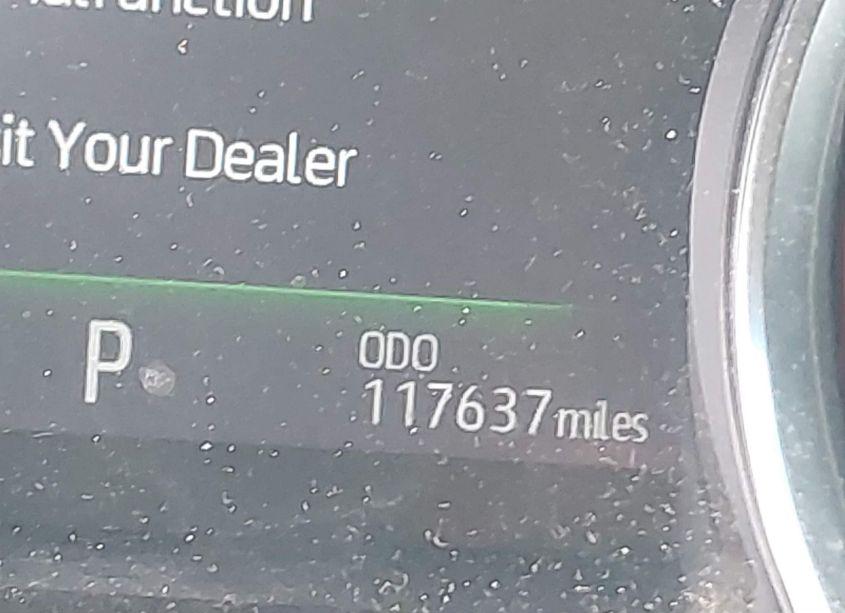 it Your Dealer
P
ODO
117637miles